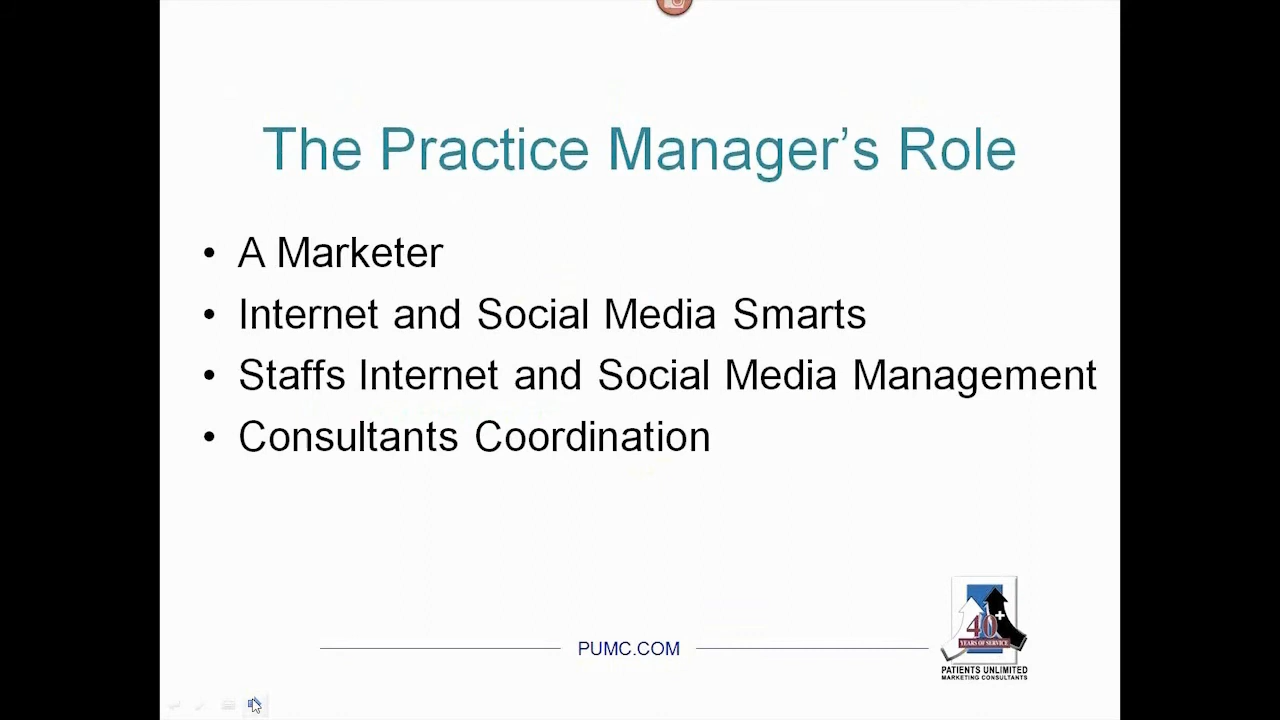 The Practice Manager’s Role
• A Marketer
• Internet and Social Media Smarts
• Staffs Internet and Social Media Management
• Consultants Coordination
PUMC.COM
40+
YEARS OF SERVICE
PATIENTS UNLIMITED
MARKETING CONSULTANTS